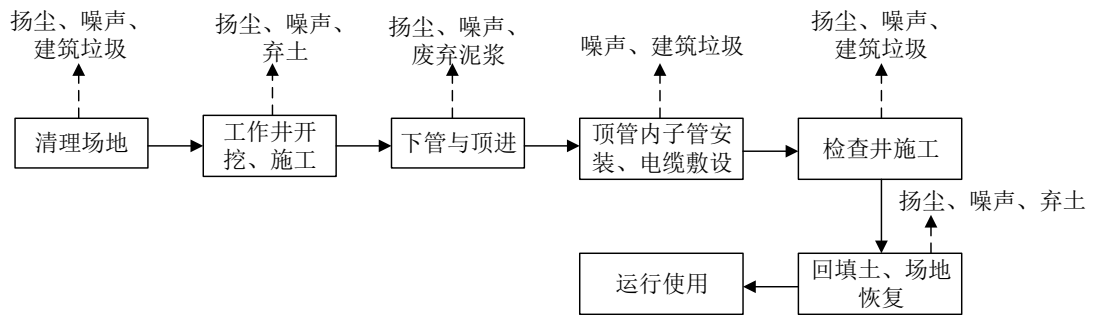 扬尘、噪声、
建筑垃圾
扬尘、噪声、
弃土
扬尘、噪声、
废弃泥浆
噪声、建筑垃圾
扬尘、噪声、
建筑垃圾
清理场地
工作井开
挖、施工
下管与顶进
顶管内子管安
装、电缆敷设
检查井施工
扬尘、噪声、弃土
运行使用
回填土、场地
恢复